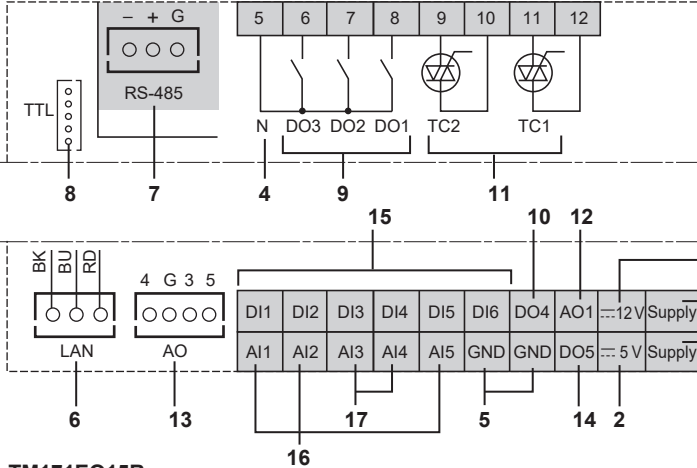 − + G
5 6 7 8 9 10 11 12
RS-485
TTL
N DO3 DO2 DO1 TC2 TC1
8 7 4 9 11
15 10 12
BK BU RD
4 G 3 5
DI1 DI2 DI3 DI4 DI5 DI6 DO4 AO1 12 V Supply
LAN AO
AI1 AI2 AI3 AI4 AI5 GND GND DO5 5 V Supply
6 13 17 5 14 2
16